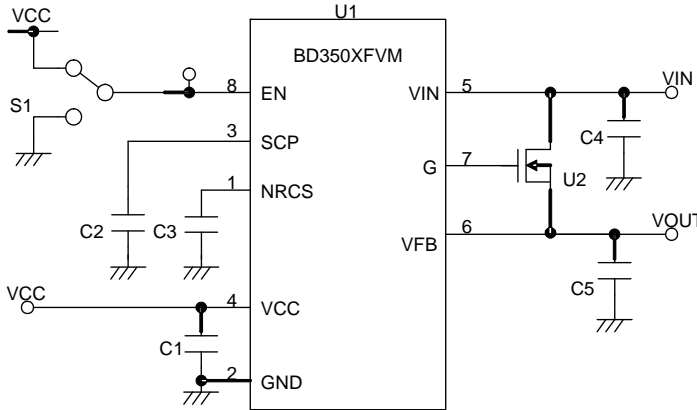 U1
VCC
BD350XFVM
8 EN
VIN 5
VIN
S1
3 SCP
C4
G 7
U2
1 NRCS
C2
C3
VFB 6
VOUT
VCC
4 VCC
C5
C1
2 GND